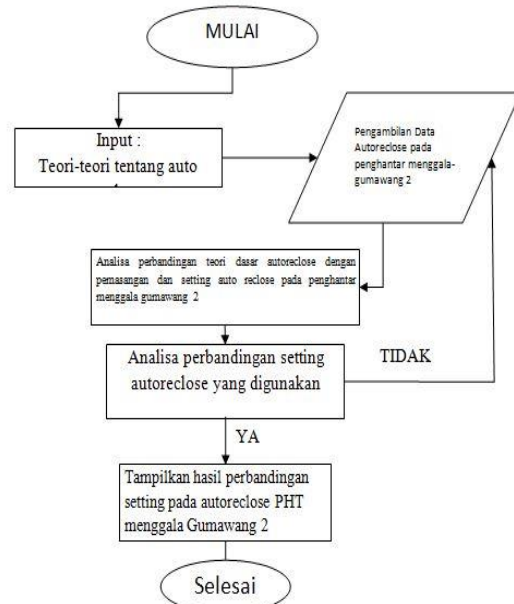 MULAI
Input :
Teori-teori tentang auto
Pengambilan Data
Autoreclose pada
penghantar menggala-
gumawang 2
Analisa perbandingan teori dasar autoreclose dengan
pemasangan dan setting auto reclose pada penghantar
menggala gumawang 2
Analisa perbandingan setting
autoreclose yang digunakan
TIDAK
YA
Tampilkan hasil perbandingan
setting pada autoreclose PHT
menggala Gumawang 2
Selesai